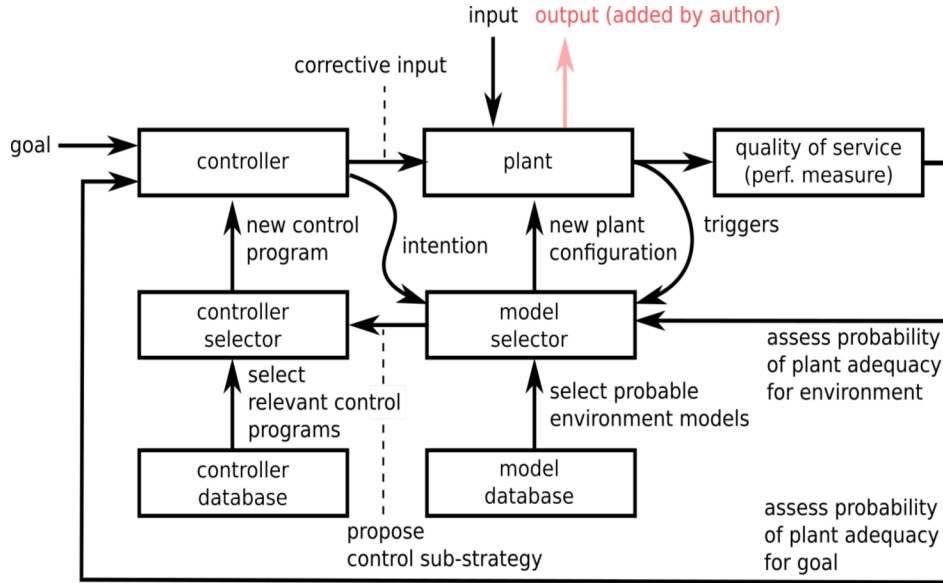 input
output (added by author)
corrective input
goal
controller
plant
quality of service
(perf. measure)
new control
program
intention
new plant
configuration
triggers
controller
selector
model
selector
assess probability
of plant adequacy
for environment
select
relevant control
programs
select probable
environment models
controller
database
model
database
propose
control sub-strategy
assess probability
of plant adequacy
for goal